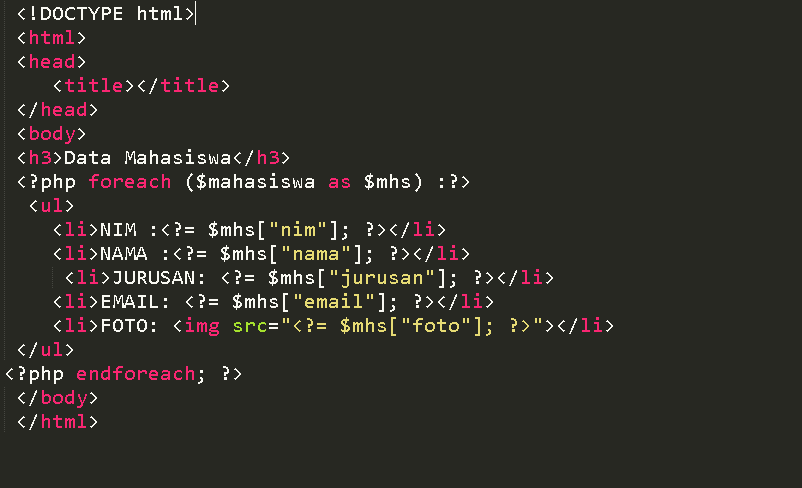 <!DOCTYPE html>
<html>
<head>
   <title></title>
</head>
<body>
<h3>Data Mahasiswa</h3>
<?php foreach ($mahasiswa as $mhs) :?>
 <ul>
   <li>NIM :<?= $mhs["nim"]; ?></li>
   <li>NAMA :<?= $mhs["nama"]; ?></li>
    <li>JURUSAN: <?= $mhs["jurusan"]; ?></li>
   <li>EMAIL: <?= $mhs["email"]; ?></li>
   <li>FOTO: <img src="<?= $mhs["foto"]; ?>"></li>
</ul>
<?php endforeach; ?>
</body>
</html>